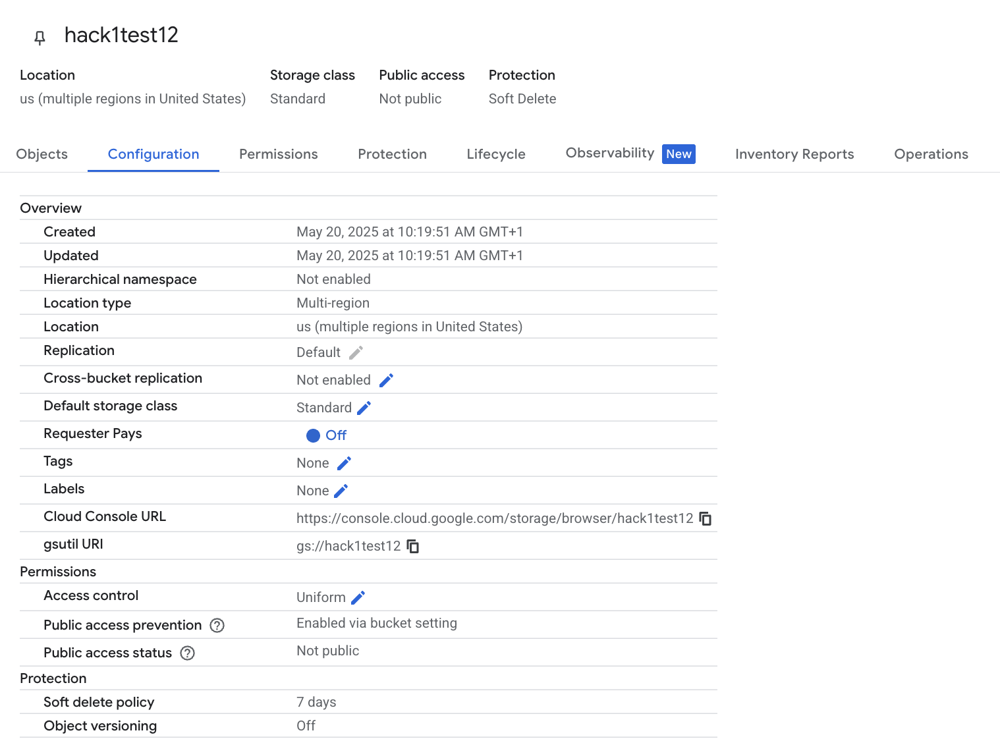 hack1test12
Location Storage class Public access Protection
us (multiple regions in United States) Standard Not public Soft Delete
Objects Configuration Permissions Protection Lifecycle Observability New Inventory Reports Operations
Overview
Created May 20, 2025 at 10:19:51 AM GMT+1
Updated May 20, 2025 at 10:19:51 AM GMT+1
Hierarchical namespace Not enabled
Location type Multi-region
Location us (multiple regions in United States)
Replication Default
Cross-bucket replication Not enabled
Default storage class Standard
Requester Pays Off
Tags None
Labels None
Cloud Console URL https://console.cloud.google.com/storage/browser/hack1test12
gsutil URI gs://hack1test12
Permissions
Access control Uniform
Public access prevention Enabled via bucket setting
Public access status Not public
Protection
Soft delete policy 7 days
Object versioning Off